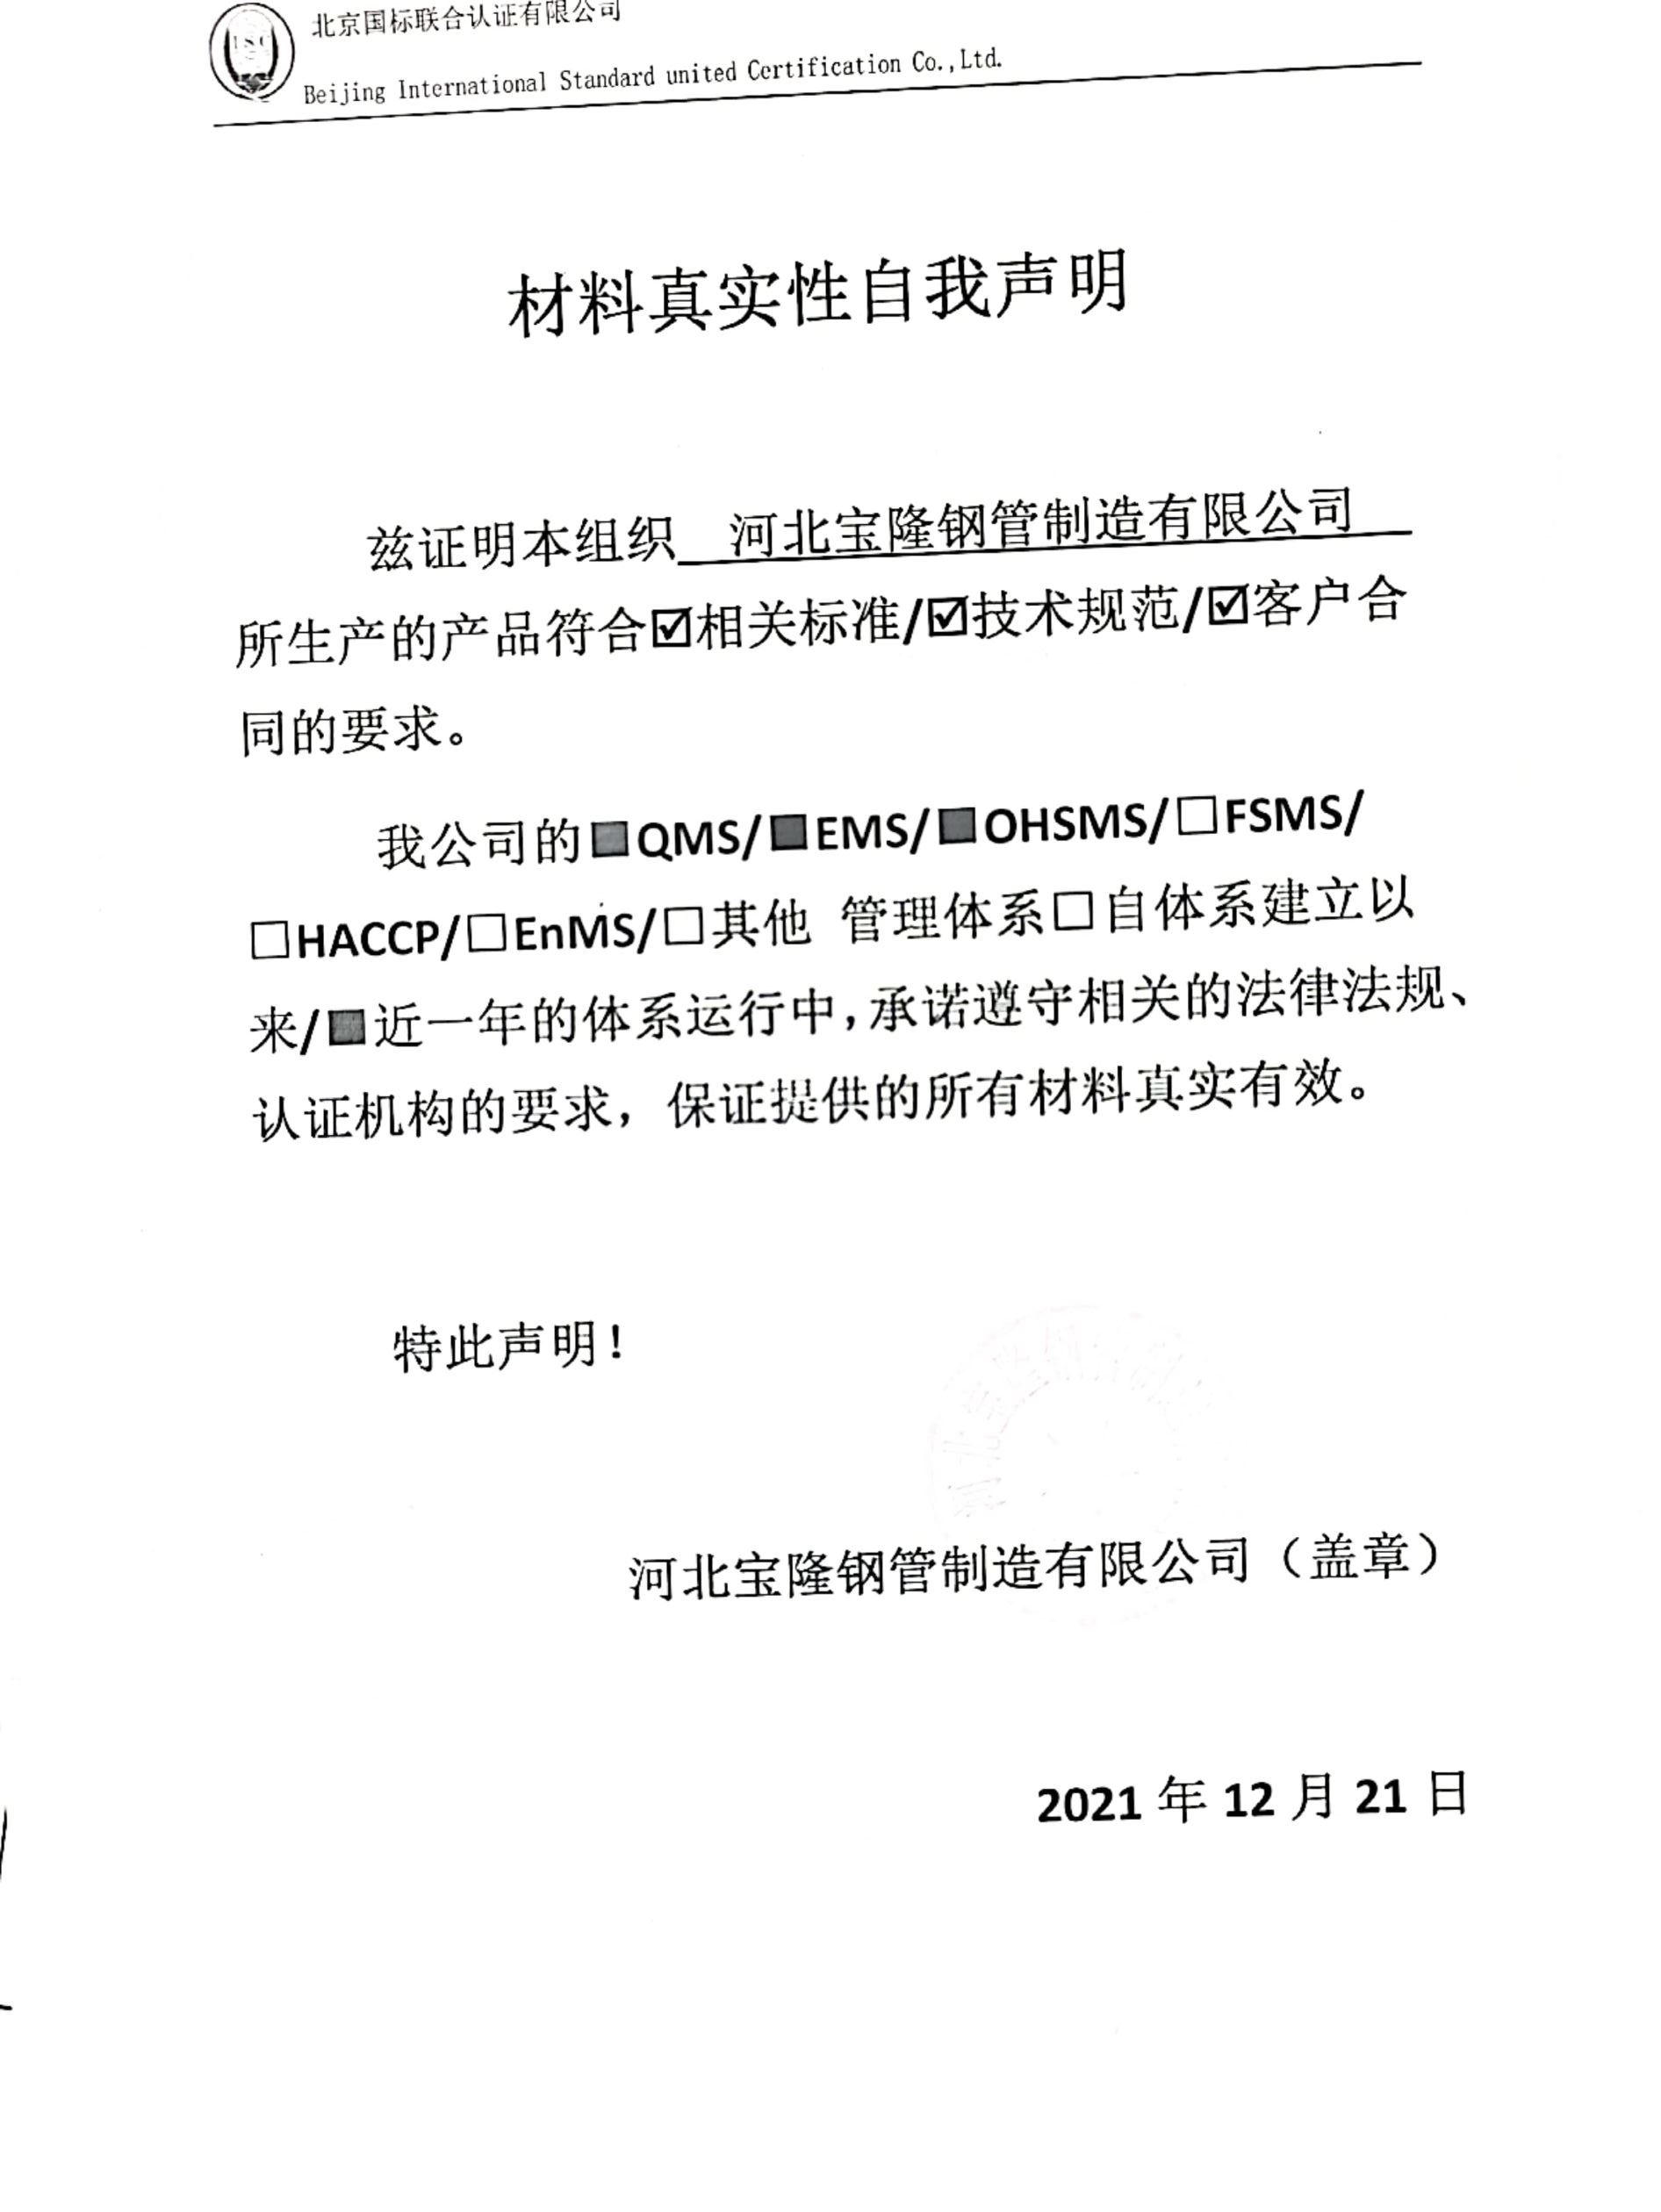 北京国标联合认证有限公司
Beijing International Standard united Certification Co.,Ltd.
材料真实性自我声明
兹证明本组织 河北宝隆钢管制造有限公司
所生产的产品符合☑相关标准/☑技术规范/☑客户合
同的要求。
我公司的■QMS/■EMS/■OHSMS/□FSMS/
□HACCP/□EnMS/□其他 管理体系□自体系建立以
来/■近一年的体系运行中,承诺遵守相关的法律法规、
认证机构的要求，保证提供的所有材料真实有效。
特此声明！
河北宝隆钢管制造有限公司（盖章）
2021 年 12 月 21 日